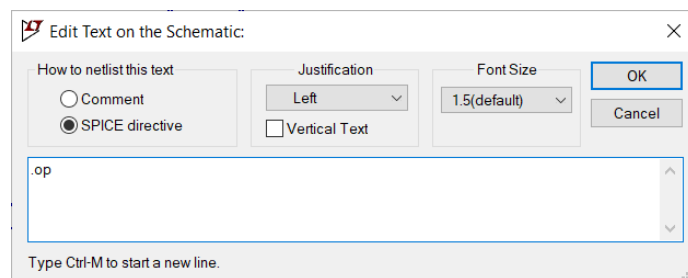 Edit Text on the Schematic:
How to netlist this text
Comment
SPICE directive
Justification
Left
Vertical Text
Font Size
1.5(default)
OK
Cancel
.op
Type Ctrl-M to start a new line.